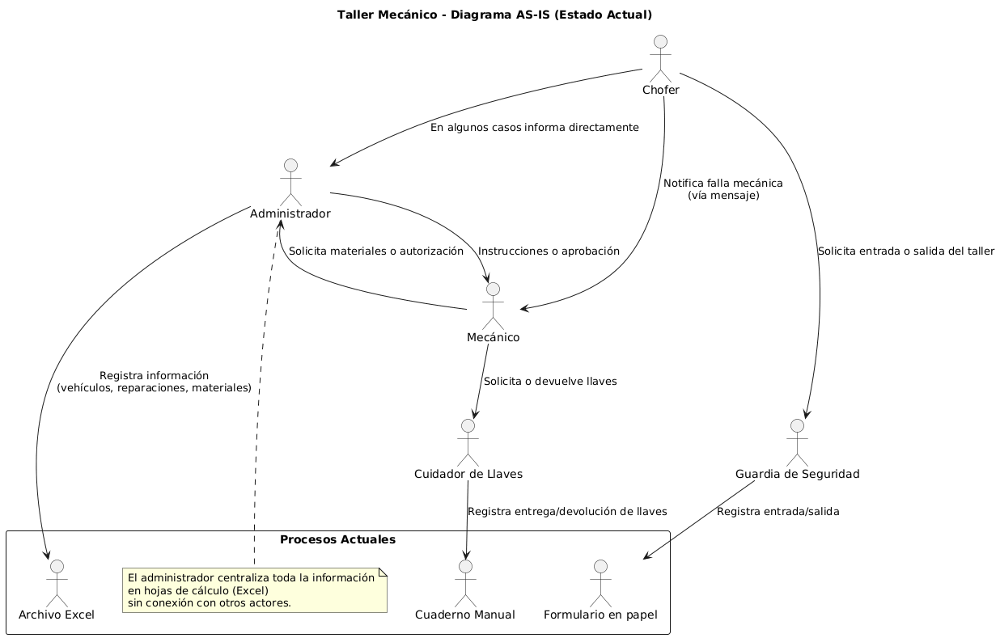 Taller Mecánico - Diagrama AS-IS (Estado Actual)
Chofer
En algunos casos informa directamente
Notifica falla mecánica
(vía mensaje)
Administrador
Solicita materiales o autorización
Instrucciones o aprobación
Solicita entrada o salida del taller
Mecánico
Registra información
(vehículos, reparaciones, materiales)
Solicita o devuelve llaves
Cuidador de Llaves
Guardia de Seguridad
Registra entrega/devolución de llaves
Registra entrada/salida
Procesos Actuales
El administrador centraliza toda la información
en hojas de cálculo (Excel)
sin conexión con otros actores.
Archivo Excel
Cuaderno Manual
Formulario en papel